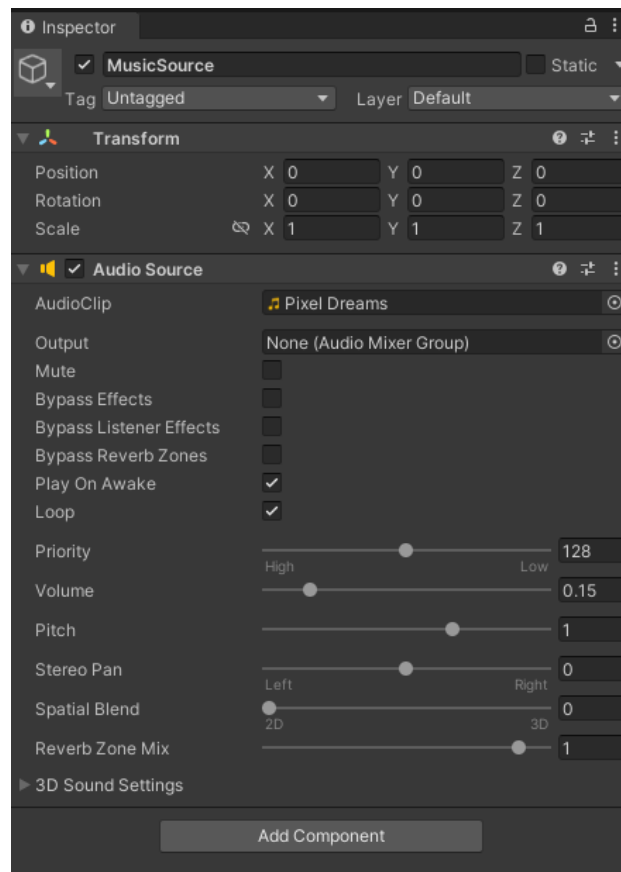 Inspector
MusicSource
Static
Tag Untagged Layer Default
Transform
Position X 0 Y 0 Z 0
Rotation X 0 Y 0 Z 0
Scale X 1 Y 1 Z 1
Audio Source
AudioClip Pixel Dreams
Output None (Audio Mixer Group)
Mute
Bypass Effects
Bypass Listener Effects
Bypass Reverb Zones
Play On Awake
Loop
Priority 128
High Low
Volume 0.15
Pitch 1
Stereo Pan 0
Left Right
Spatial Blend 0
2D 3D
Reverb Zone Mix 1
3D Sound Settings
Add Component